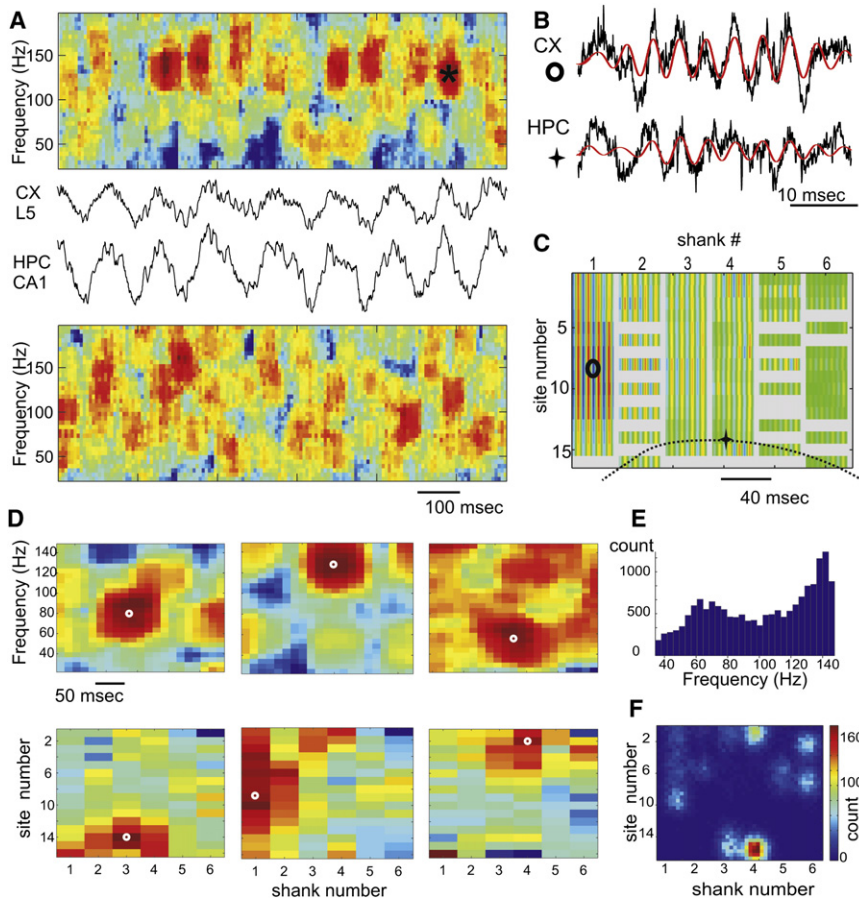 A
Frequency (Hz)
150
100
50
CX
L5
HPC
CA1
Frequency (Hz)
150
100
50
100 msec
B
CX
HPC
10 msec
C
shank #
1 2 3 4 5 6
site number
5
10
15
40 msec
D
Frequency (Hz)
140
120
100
80
60
40
50 msec
site number
2
6
10
14
1 2 3 4 5 6
1 2 3 4 5 6
1 2 3 4 5 6
shank number
E
count
1000
500
0
40 60 80 100 120 140
Frequency (Hz)
F
site number
2
6
10
14
1 2 3 4 5 6
shank number
160
80
0
count